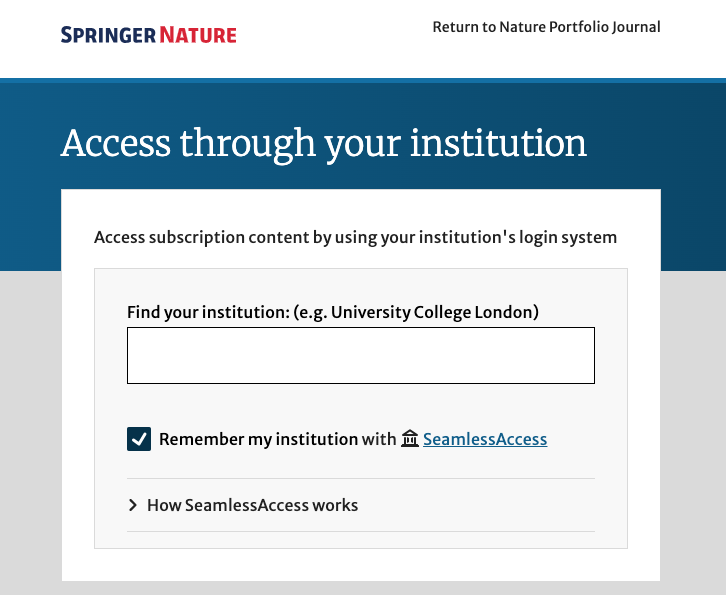 SPRINGER NATURE
Return to Nature Portfolio Journal
Access through your institution
Access subscription content by using your institution's login system
Find your institution: (e.g. University College London)
Remember my institution with SeamlessAccess
How SeamlessAccess works